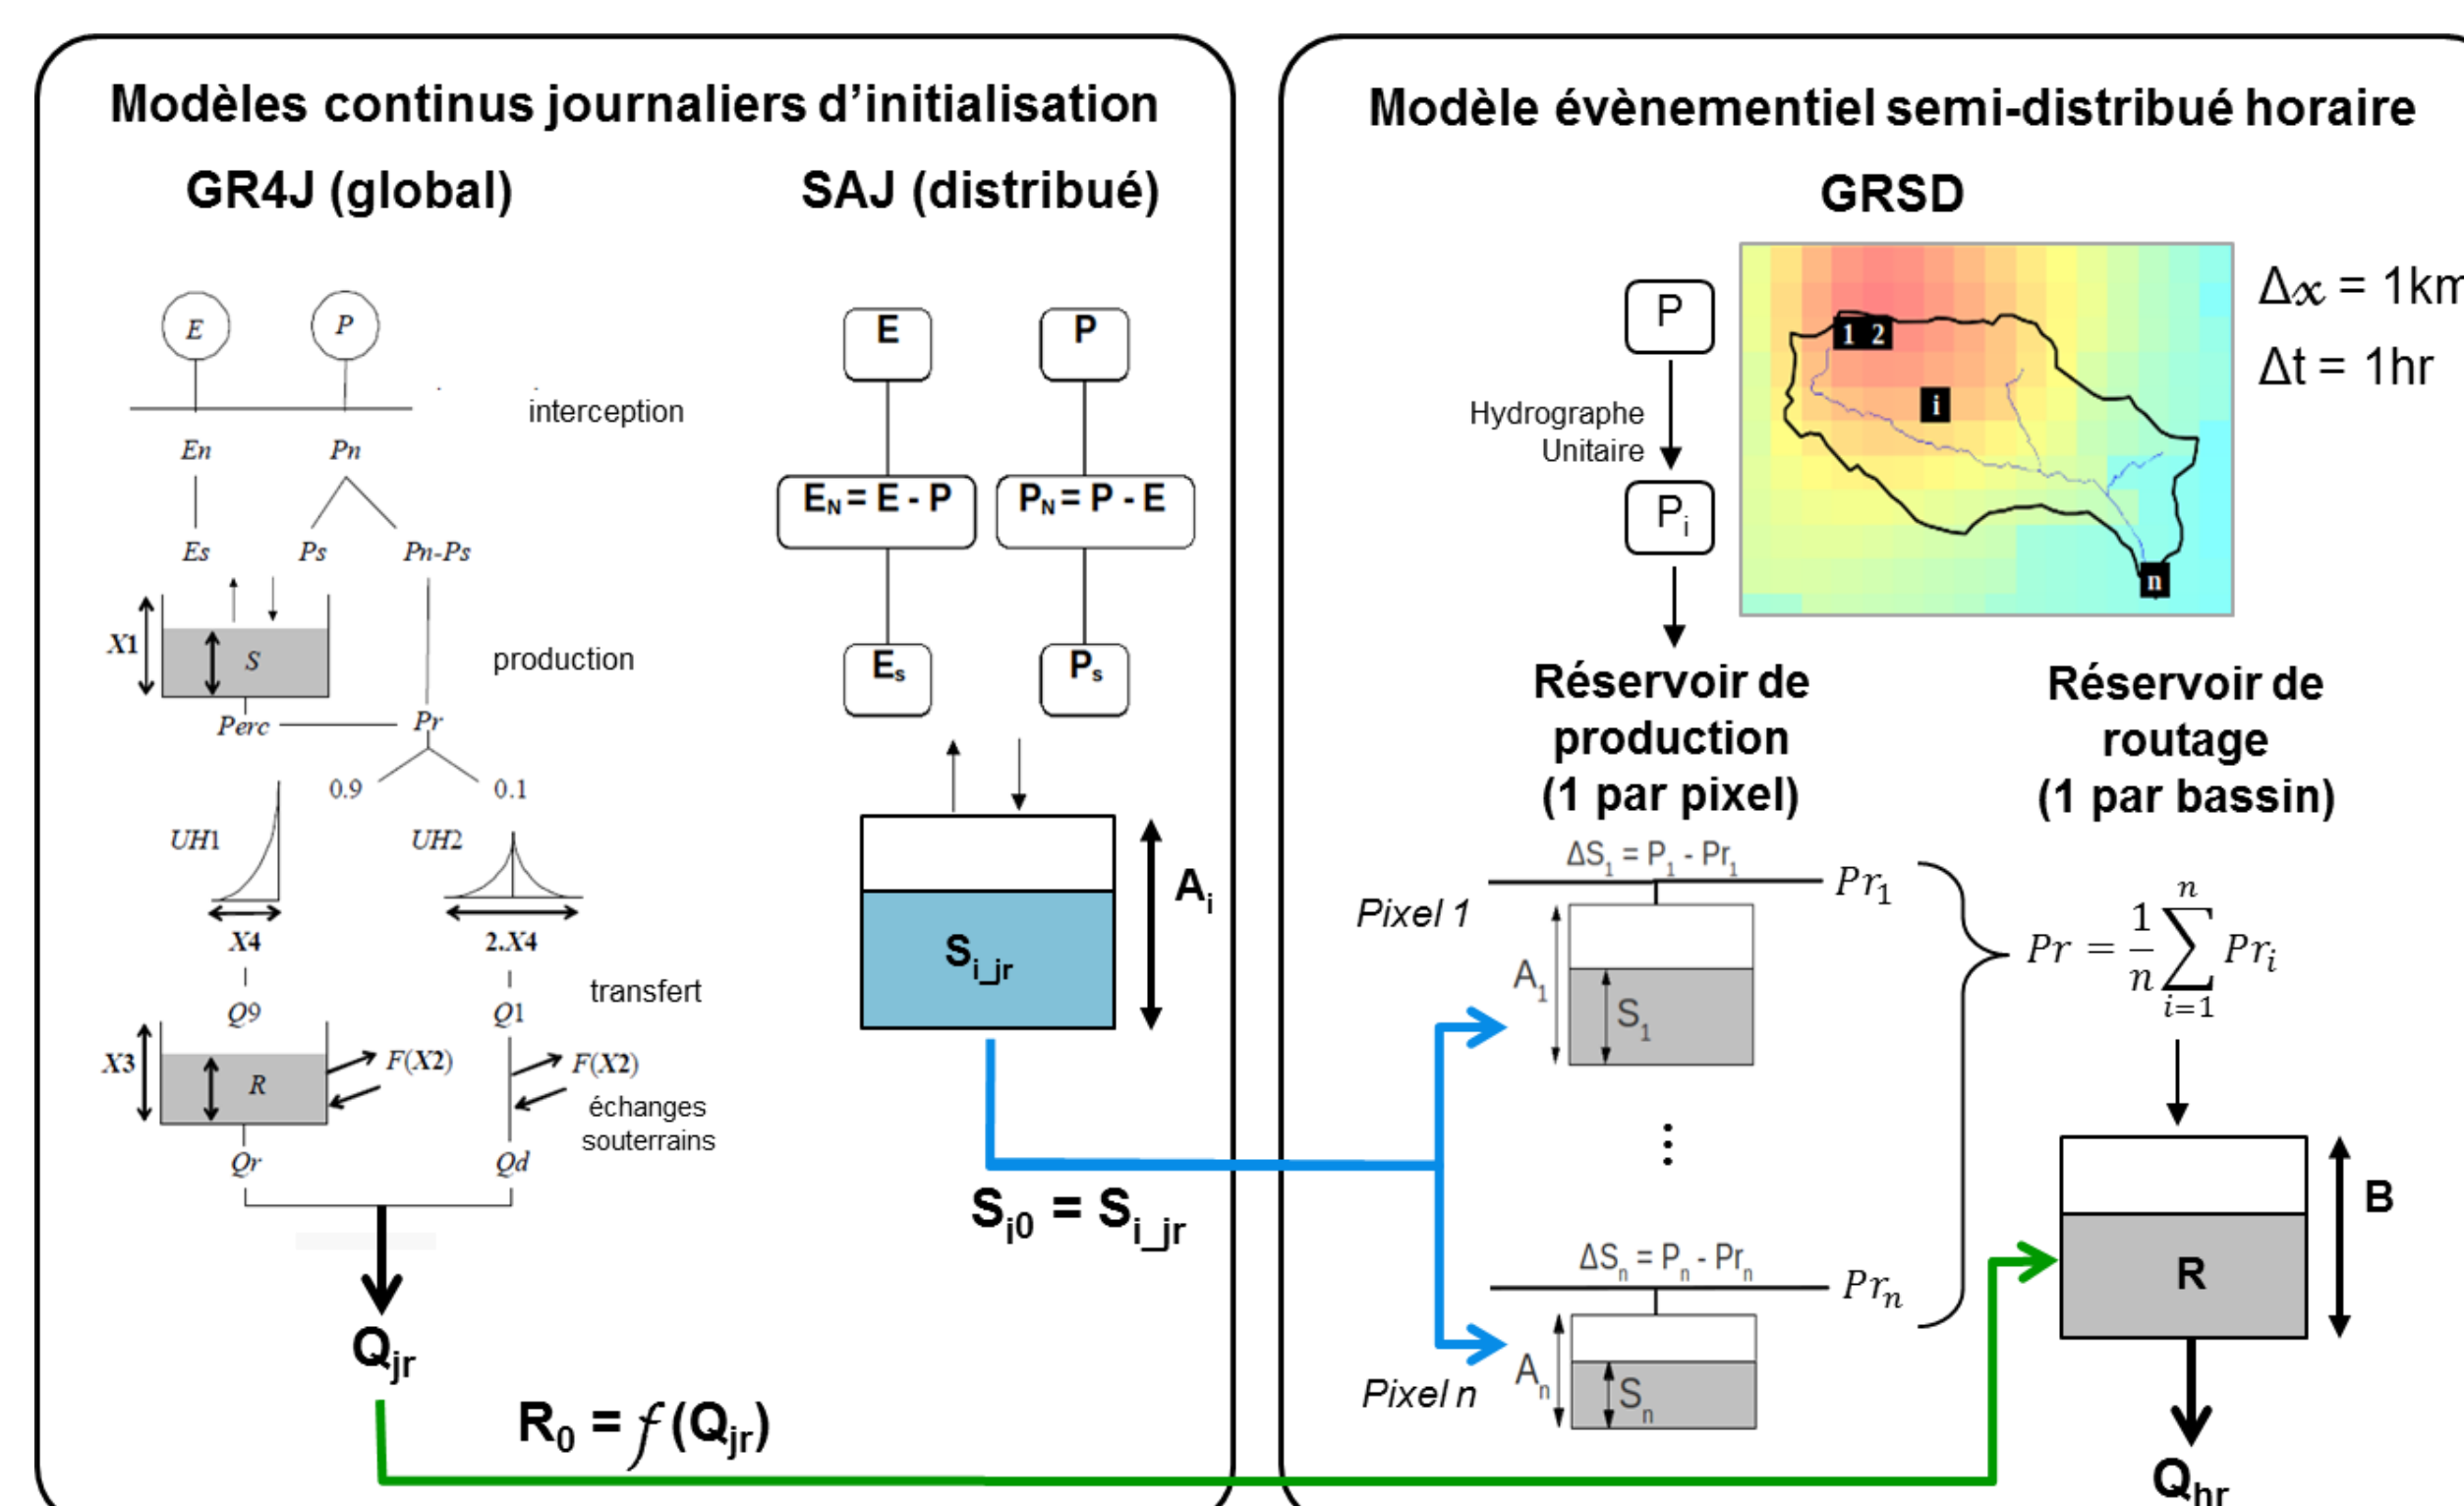 Modèles continus journaliers d'initialisation
GR4J (global)
SAJ (distribué)
E
P
interception
En
Pn
Es
Ps
Pn-Ps
X1
S
production
Perc
Pr
0.9
0.1
UH1
UH2
X4
2.X4
transfert
Q9
Q1
X3
R
F(X2)
F(X2)
échanges
souterrains
Qr
Qd
Qjr
R0 = f (Qjr)
E
P
EN = E - P
PN = P - E
Es
Ps
Ai
Si_jr
Si0 = Si_jr
Modèle évènementiel semi-distribué horaire
GRSD
P
Hydrographe
Unitaire
Pi
1 2
i
n
Δx = 1km
Δt = 1hr
Réservoir de
production
(1 par pixel)
Réservoir de
routage
(1 par bassin)
ΔS1 = P1 - Pr1
Pr1
Pixel 1
A1
S1
⋮
ΔSn = Pn - Prn
Prn
Pixel n
An
Sn
Pr = 1/n ∑ i=1 n Pri
B
R
Qhr